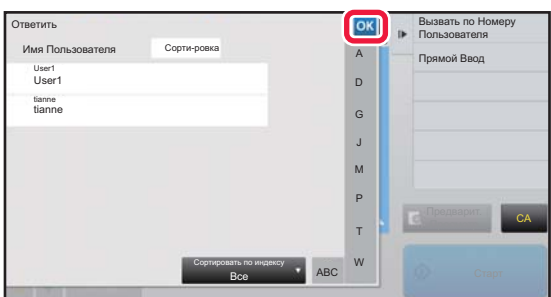 Ответить
OK
Вызвать по Номеру
Пользователя
Имя Пользователя
Сорти-ровка
A
Прямой Ввод
User1
User1
D
tianne
tianne
G
J
M
P
Предварит.
CA
T
W
Сортировать по индексу
Все
ABC
Старт